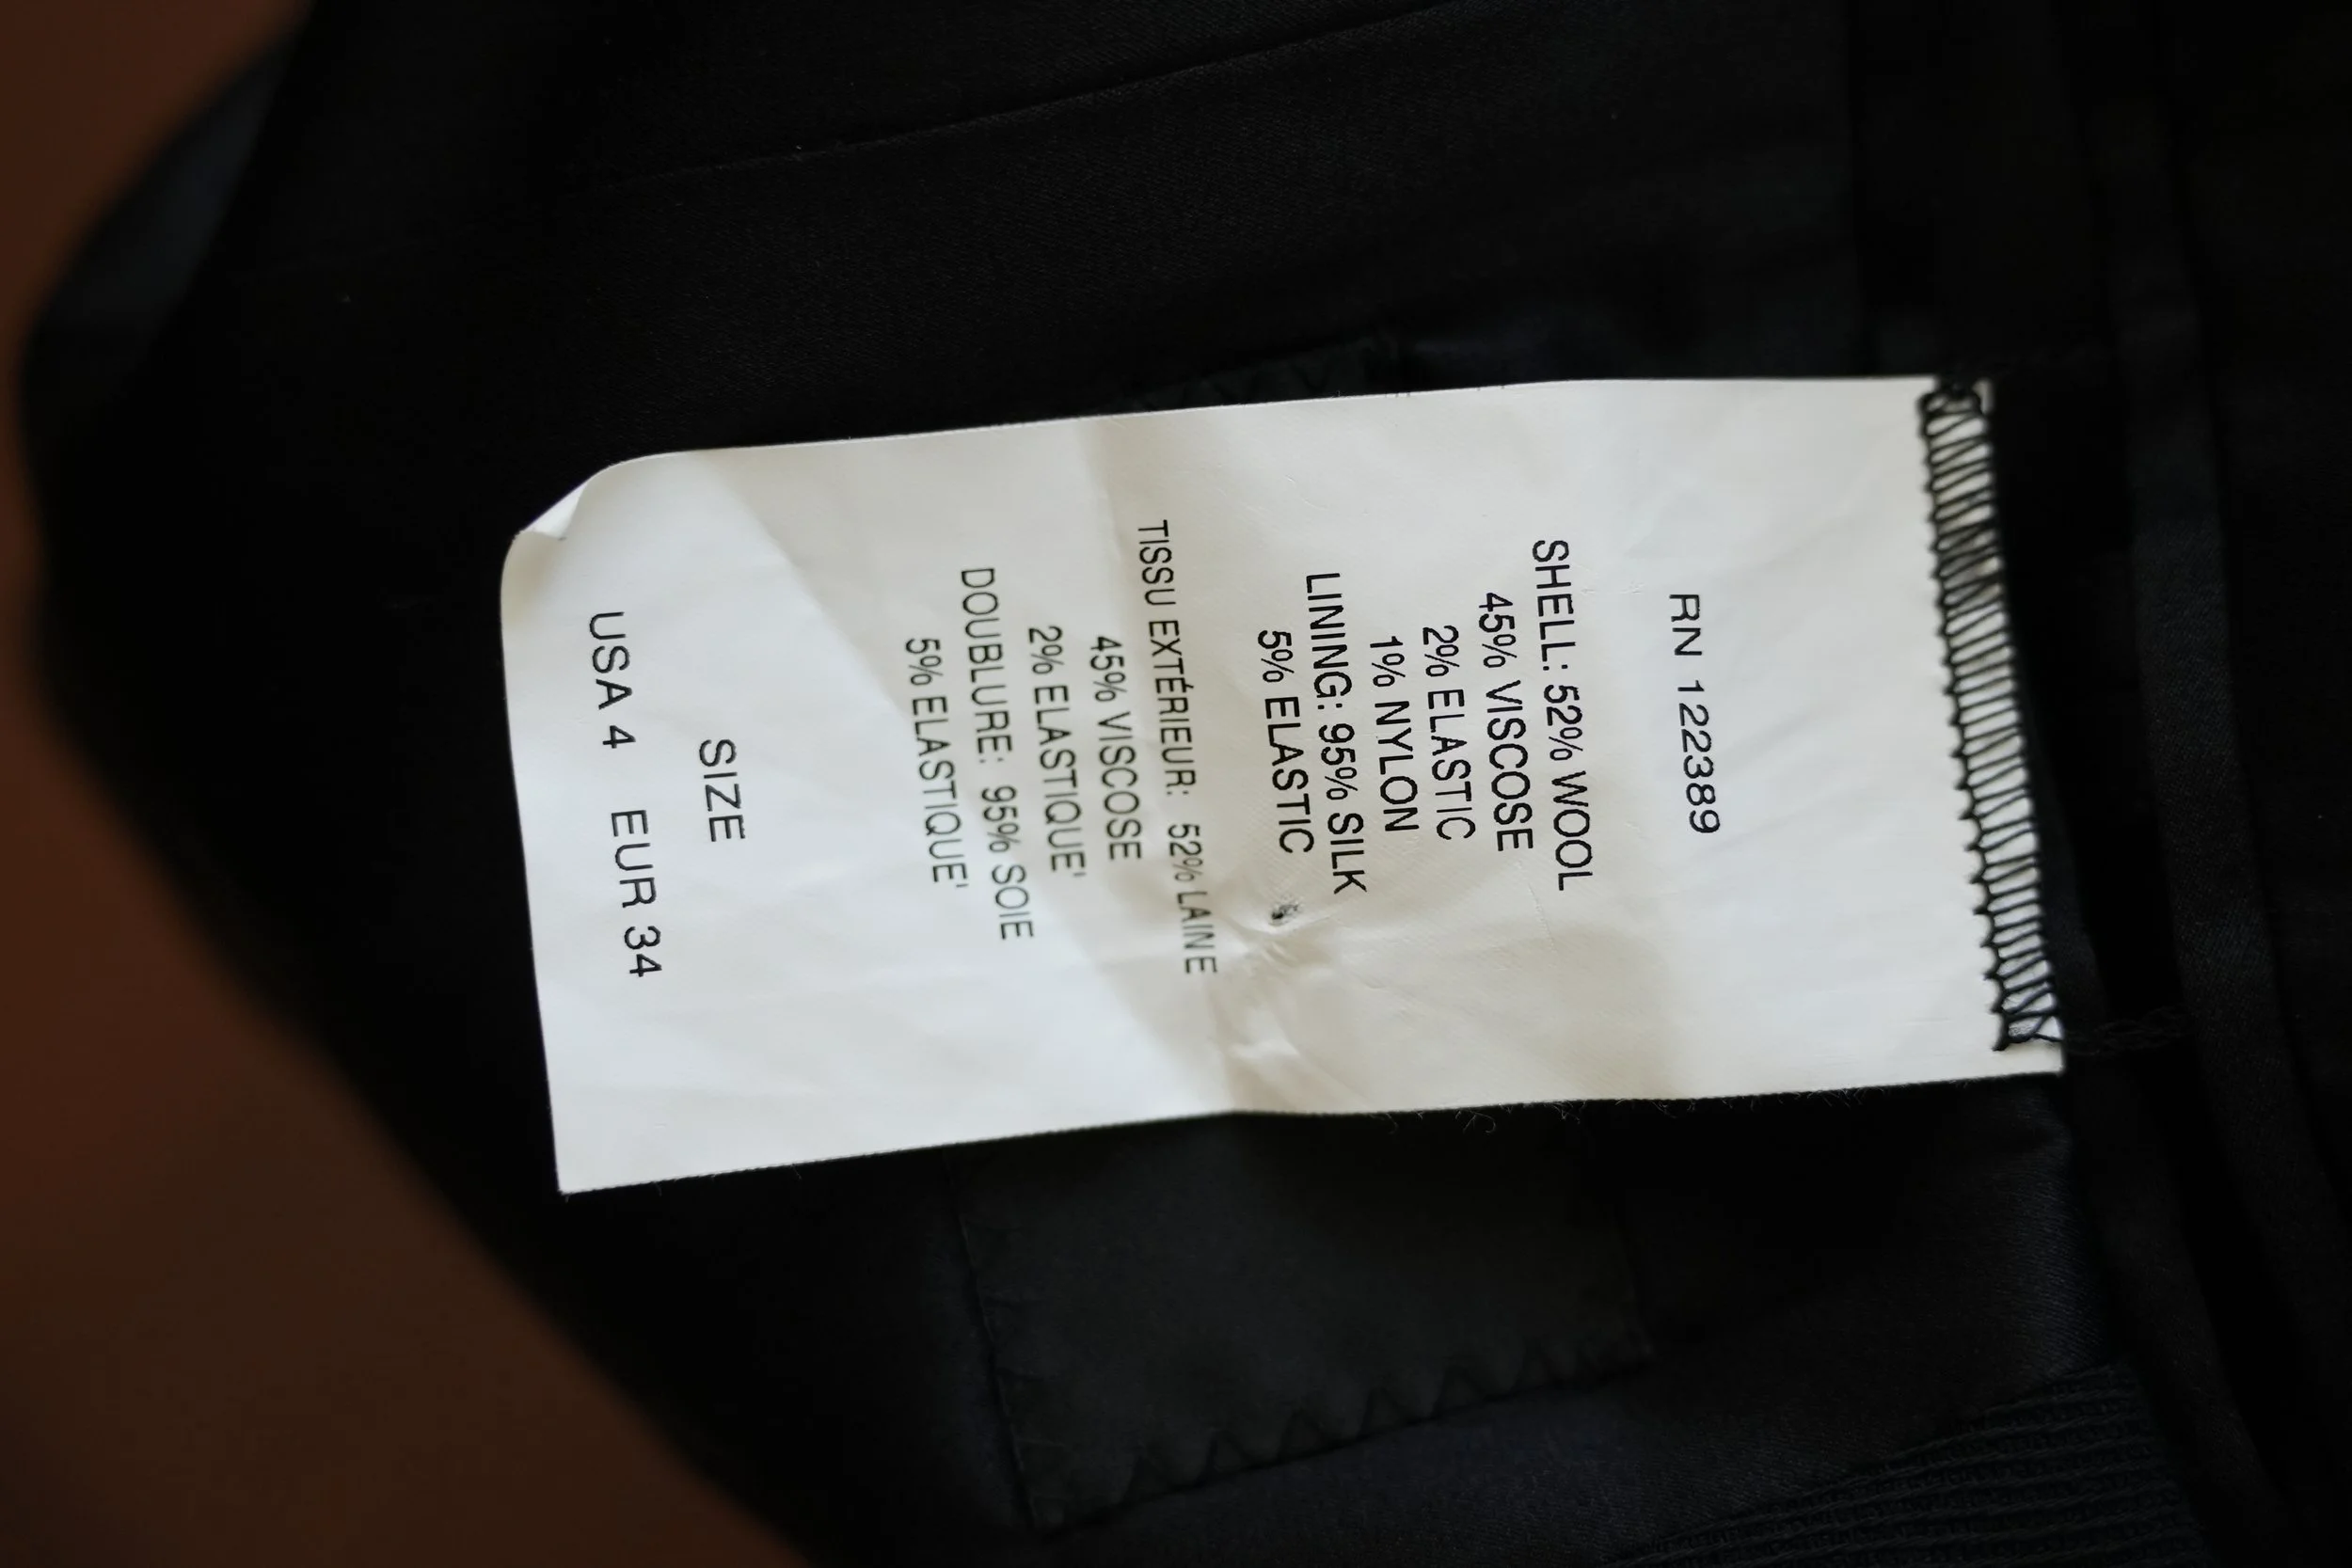 RN 122389
SHELL: 52% WOOL
45% VISCOSE
2% ELASTIC
1% NYLON
LINING: 95% SILK
5% ELASTIC
TISSU EXTÉRIEUR: 52% LAINE
45% VISCOSE
2% ELASTIQUE'
DOUBLURE: 95% SOIE
5% ELASTIQUE'
SIZE
USA 4 EUR 34